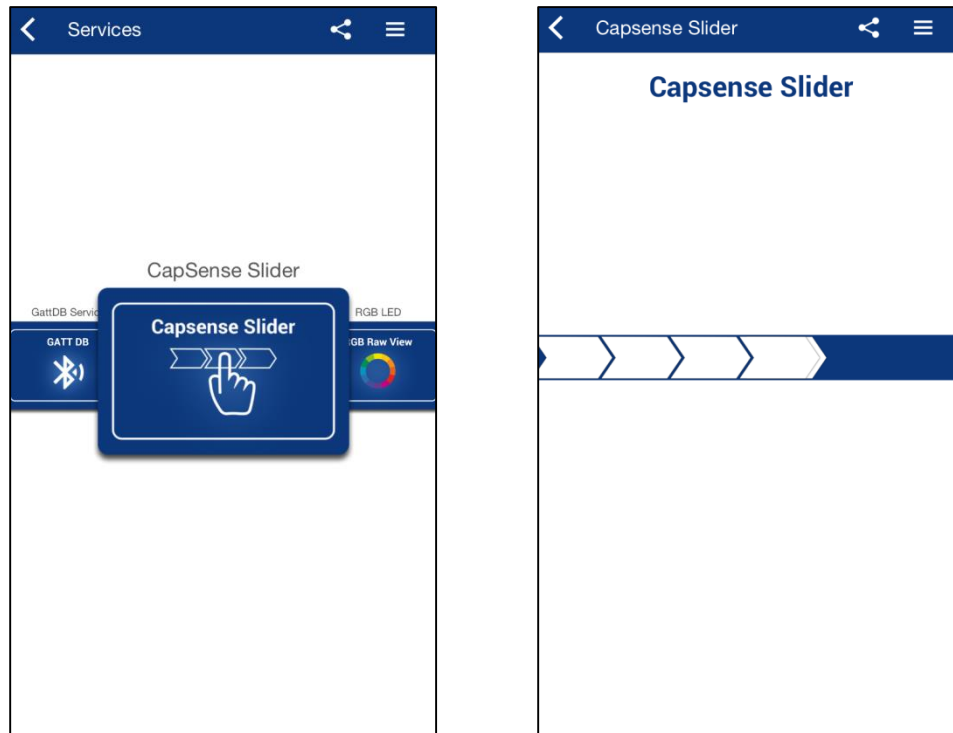 Services
CapSense Slider
GattDB Servic
RGB LED
GATT DB
Capsense Slider
GB Raw View
Capsense Slider
Capsense Slider